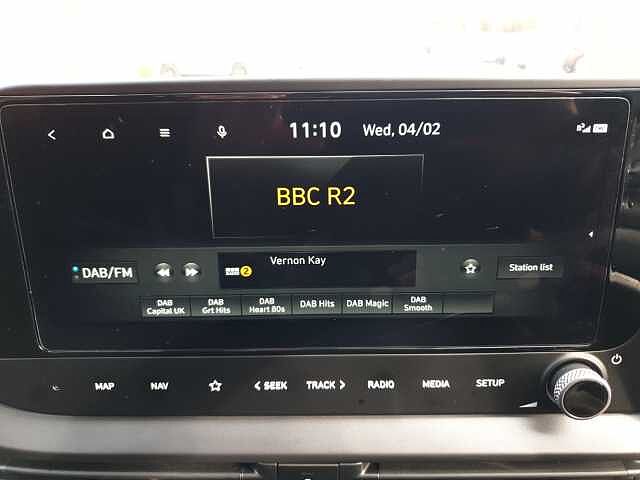 11:10 Wed, 04/02
BBC R2
DAB/FM
2
Vernon Kay
Station list
DAB
Capital UK
DAB
Grt Hits
DAB
Heart 80s
DAB Hits
DAB Magic
DAB
Smooth
MAP NAV < SEEK TRACK > RADIO MEDIA SETUP